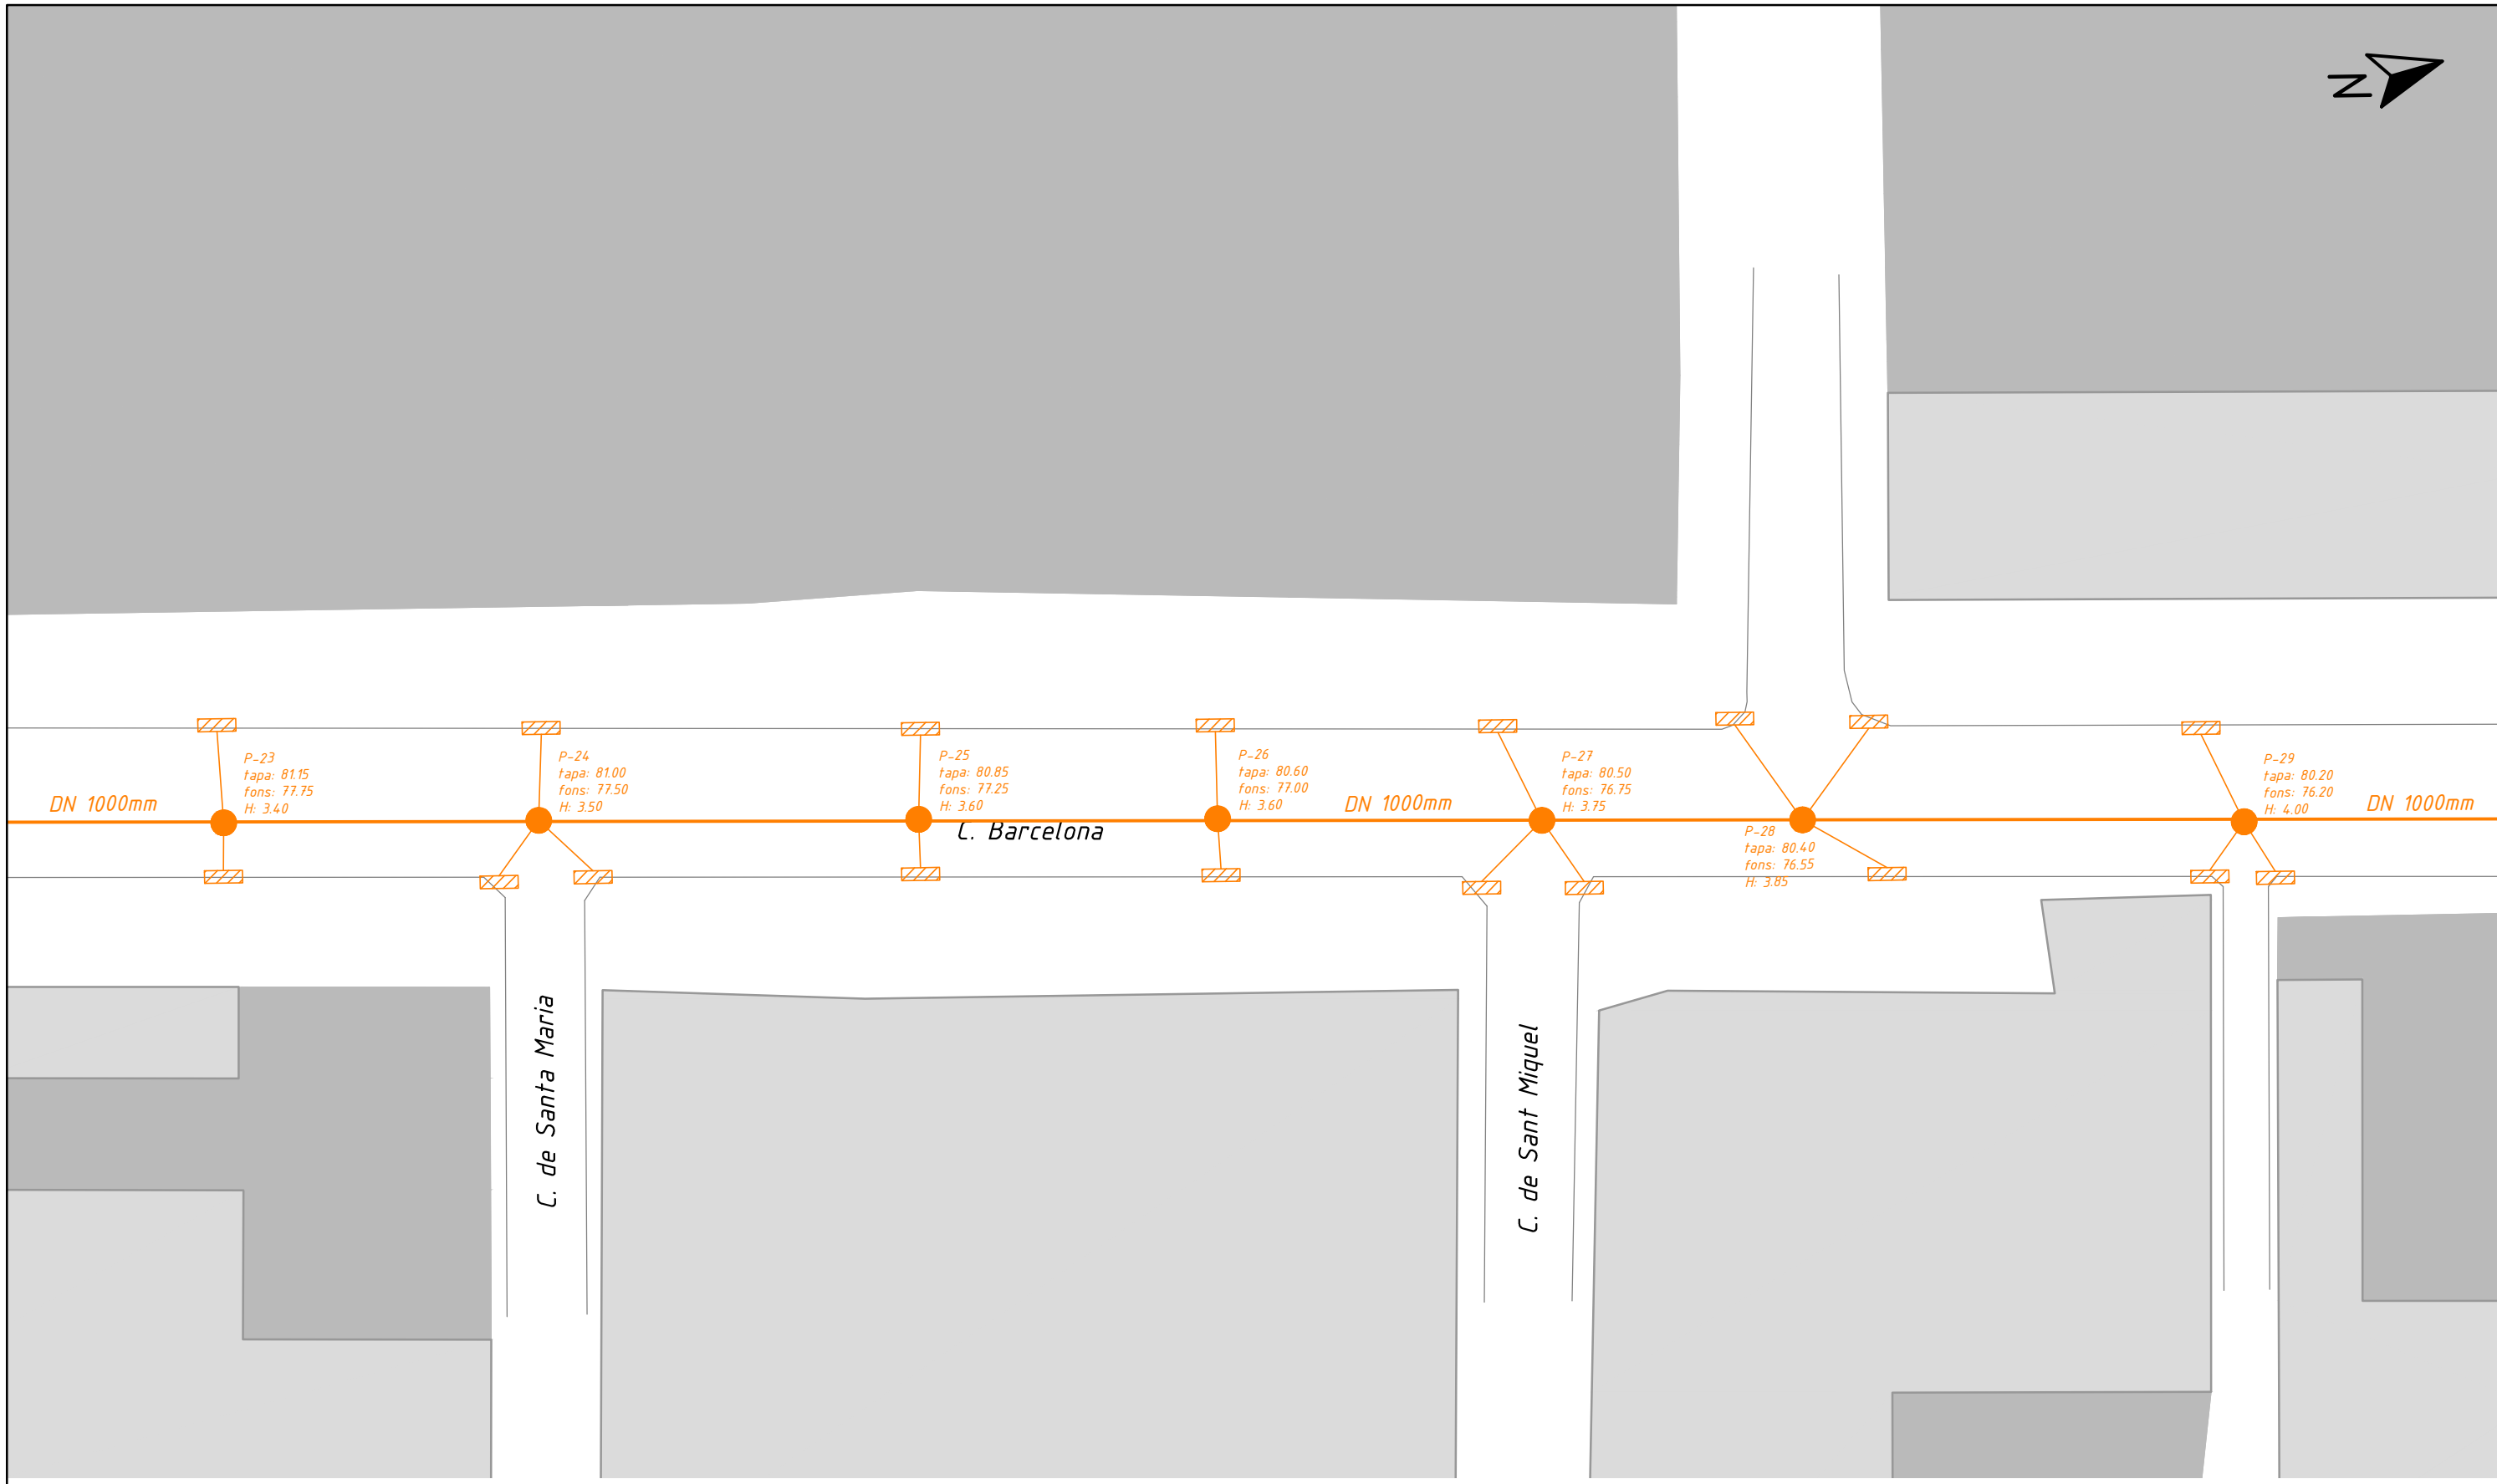 N
P-23
tapa: 81.15
fons: 77.75
H: 3.40
P-24
tapa: 81.00
fons: 77.50
H: 3.50
P-25
tapa: 80.85
fons: 77.25
H: 3.60
P-26
tapa: 80.60
fons: 77.00
H: 3.60
P-27
tapa: 80.50
fons: 76.75
H: 3.75
P-29
tapa: 80.20
fons: 76.20
H: 4.00
DN 1000mm
DN 1000mm
DN 1000mm
C. Barcelona
P-28
tapa: 80.40
fons: 76.55
H: 3.85
C. de Santa Maria
C. de Sant Miquel